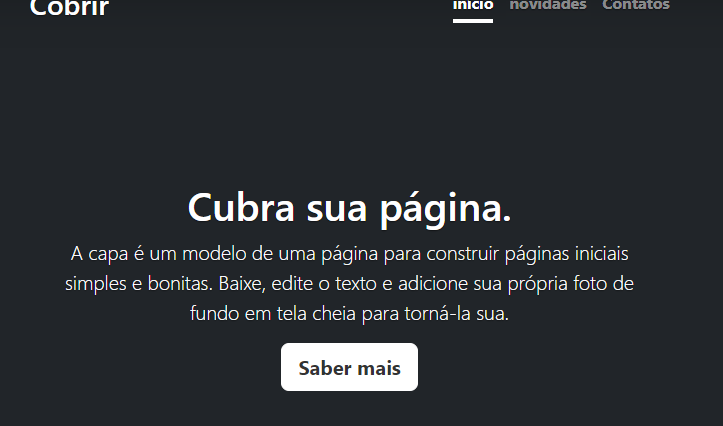 Cobrir
início novidades Contatos
Cubra sua página.
A capa é um modelo de uma página para construir páginas iniciais
simples e bonitas. Baixe, edite o texto e adicione sua própria foto de
fundo em tela cheia para torná-la sua.
Saber mais